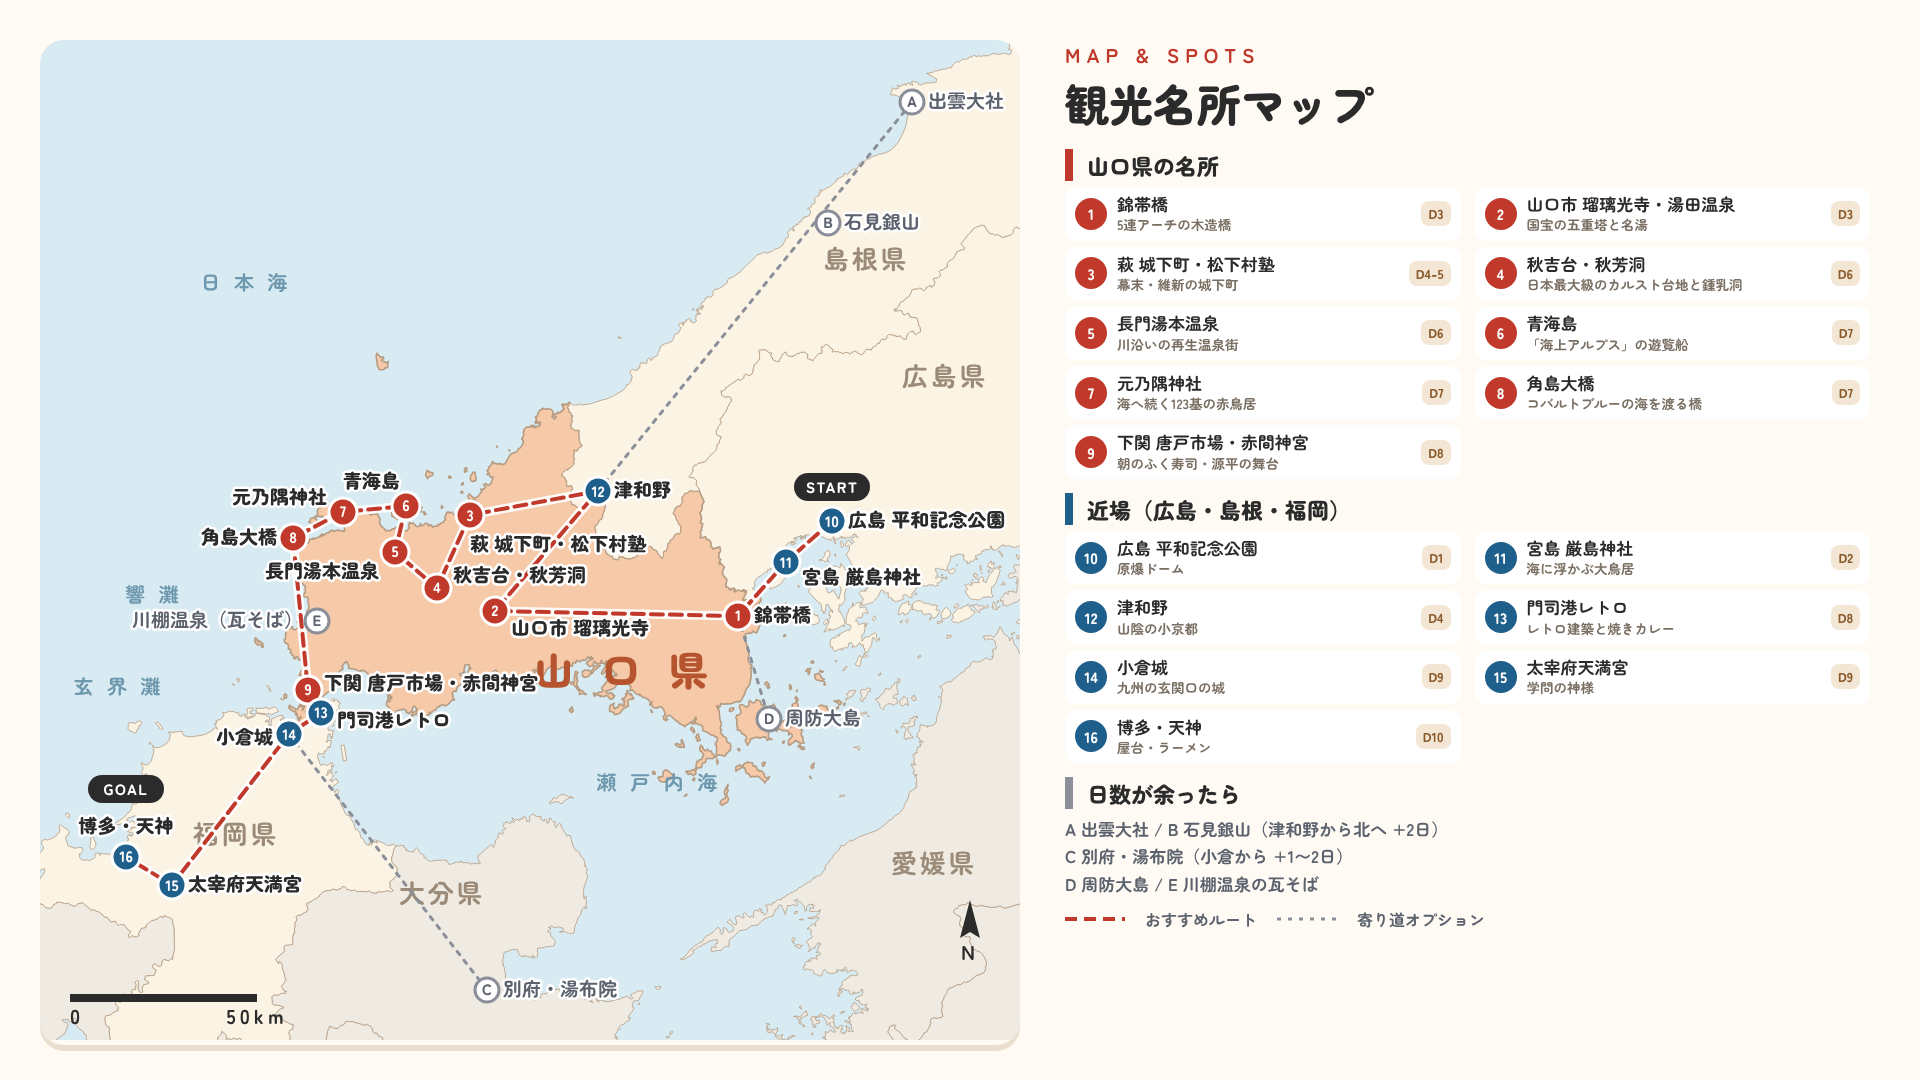 出雲大社
A
石見銀山
B
島根県
日本海
広島県
START
青海島
元乃隅神社
津和野
12
6
7
3
10
広島 平和記念公園
角島大橋
8
萩 城下町・松下村塾
5
11
長門湯本温泉
秋吉台・秋芳洞
宮島 厳島神社
4
響灘
2
1
錦帯橋
川棚温泉（瓦そば）
E
山口市 瑠璃光寺
山口県
玄界灘
9
下関 唐戸市場・赤間神宮
13
門司港レトロ
D
周防大島
小倉城
14
瀬戸内海
GOAL
博多・天神
福岡県
16
15
太宰府天満宮
大分県
愛媛県
N
C
別府・湯布院
0
50km
MAP & SPOTS
観光名所マップ
山口県の名所
1
錦帯橋
5連アーチの木造橋
D3
2
山口市 瑠璃光寺・湯田温泉
国宝の五重塔と名湯
D3
3
萩 城下町・松下村塾
幕末・維新の城下町
D4-5
4
秋吉台・秋芳洞
日本最大級のカルスト台地と鍾乳洞
D6
5
長門湯本温泉
川沿いの再生温泉街
D6
6
青海島
「海上アルプス」の遊覧船
D7
7
元乃隅神社
海へ続く123基の赤鳥居
D7
8
角島大橋
コバルトブルーの海を渡る橋
D7
9
下関 唐戸市場・赤間神宮
朝のふく寿司・源平の舞台
D8
近場（広島・島根・福岡）
10
広島 平和記念公園
原爆ドーム
D1
11
宮島 厳島神社
海に浮かぶ大鳥居
D2
12
津和野
山陰の小京都
D4
13
門司港レトロ
レトロ建築と焼きカレー
D8
14
小倉城
九州の玄関口の城
D9
15
太宰府天満宮
学問の神様
D9
16
博多・天神
屋台・ラーメン
D10
日数が余ったら
A 出雲大社 / B 石見銀山（津和野から北へ +2日）
C 別府・湯布院（小倉から +1〜2日）
D 周防大島 / E 川棚温泉の瓦そば
おすすめルート
寄り道オプション